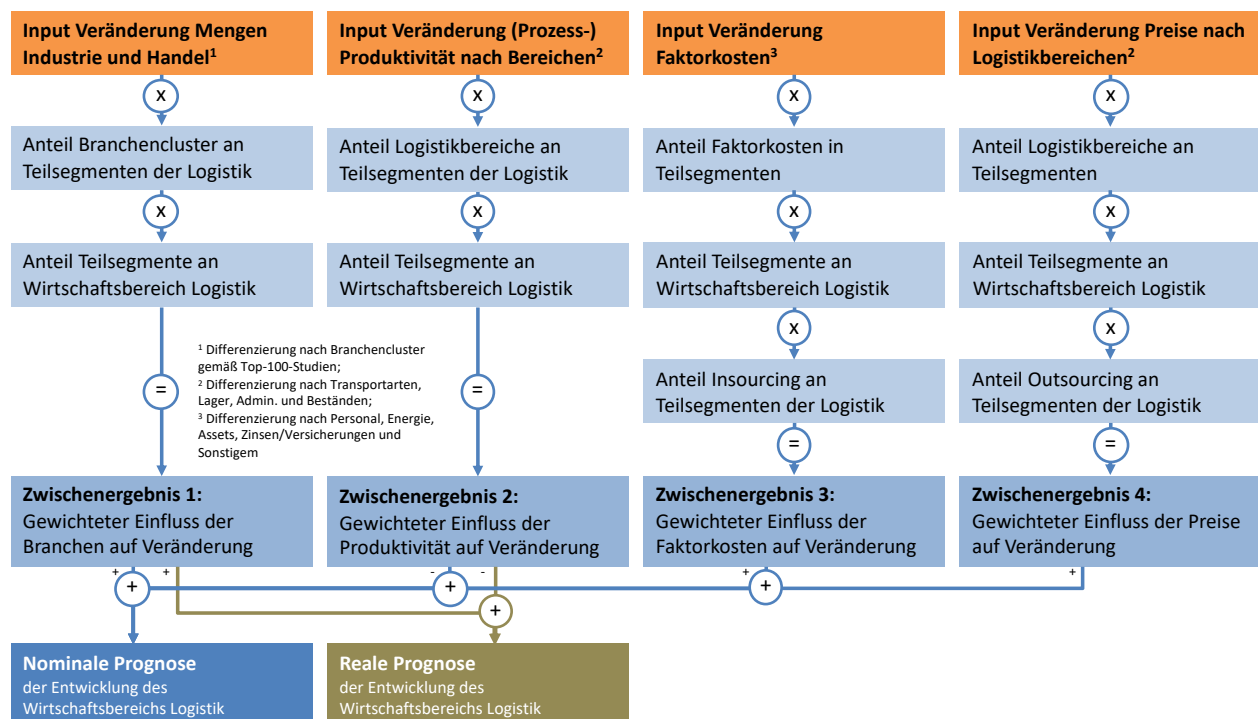 Input Veränderung Mengen
Industrie und Handel¹
Input Veränderung (Prozess-)
Produktivität nach Bereichen²
Input Veränderung
Faktorkosten³
Input Veränderung Preise nach
Logistikbereichen²
x
x
x
x
Anteil Branchencluster an
Teilsegmenten der Logistik
Anteil Logistikbereiche an
Teilsegmenten der Logistik
Anteil Faktorkosten in
Teilsegmenten
Anteil Logistikbereiche an
Teilsegmenten
x
x
x
x
Anteil Teilsegmente an
Wirtschaftsbereich Logistik
Anteil Teilsegmente an
Wirtschaftsbereich Logistik
Anteil Teilsegmente an
Wirtschaftsbereich Logistik
Anteil Teilsegmente an
Wirtschaftsbereich Logistik
x
x
¹ Differenzierung nach Branchencluster
gemäß Top-100-Studien;
² Differenzierung nach Transportarten,
Lager, Admin. und Beständen;
³ Differenzierung nach Personal, Energie,
Assets, Zinsen/Versicherungen und
Sonstigem
=
=
Anteil Insourcing an
Teilsegmenten der Logistik
Anteil Outsourcing an
Teilsegmenten der Logistik
=
=
Zwischenergebnis 1:
Gewichteter Einfluss der
Branchen auf Veränderung
Zwischenergebnis 2:
Gewichteter Einfluss der
Produktivität auf Veränderung
Zwischenergebnis 3:
Gewichteter Einfluss der
Faktorkosten auf Veränderung
Zwischenergebnis 4:
Gewichteter Einfluss der Preise
auf Veränderung
+ + - - + +
+ + +
+
Nominale Prognose
der Entwicklung des
Wirtschaftsbereichs Logistik
Reale Prognose
der Entwicklung des
Wirtschaftsbereichs Logistik